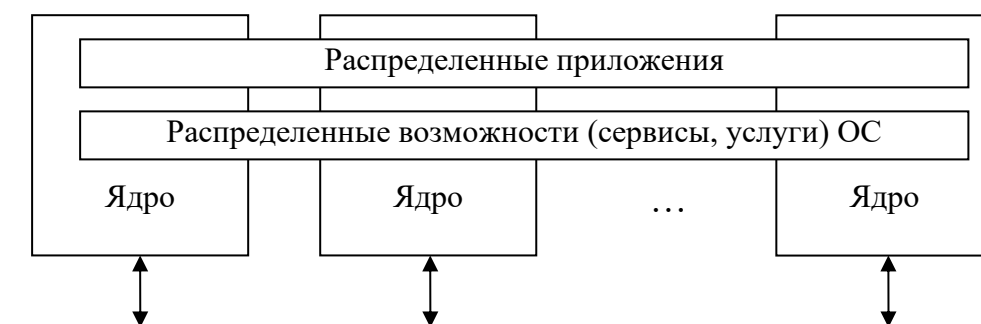 Распределенные приложения
Распределенные возможности (сервисы, услуги) ОС
Ядро Ядро … Ядро